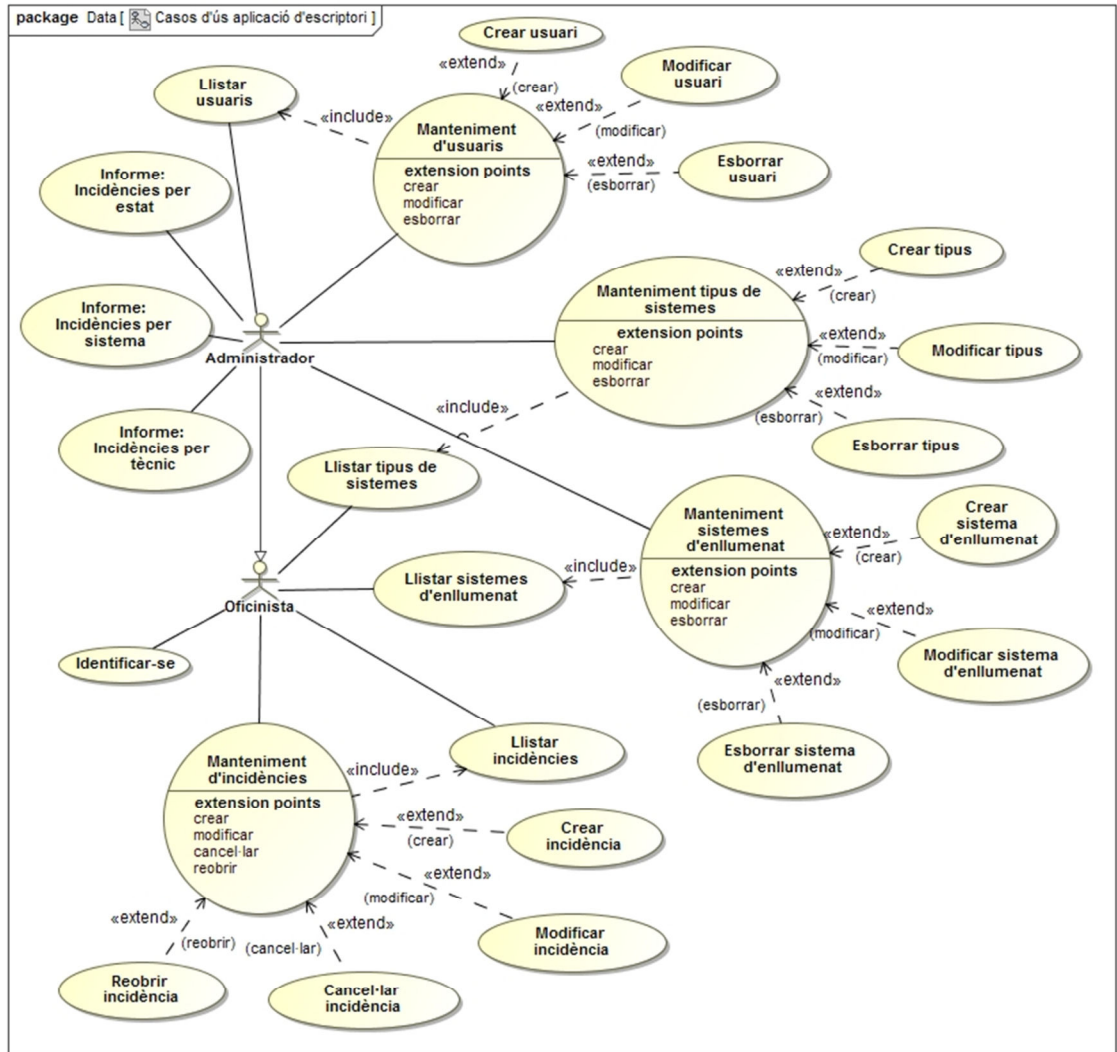 package Data [ Casos d'ús aplicació d'escriptori ]
Crear usuari
«extend»
(crear)
Modificar
usuari
«extend»
(modificar)
Llistar
usuaris
«include»
Manteniment
d'usuaris
extension points
crear
modificar
esborrar
«extend»
(esborrar)
Esborrar
usuari
Informe:
Incidències per
estat
Crear tipus
«extend»
(crear)
Manteniment tipus de
sistemes
extension points
crear
modificar
esborrar
Informe:
Incidències per
sistema
Administrador
«extend»
(modificar)
Modificar tipus
«include»
«extend»
(esborrar)
Esborrar tipus
Informe:
Incidències per
tècnic
Llistar tipus de
sistemes
Manteniment
sistemes
d'enllumenat
extension points
crear
modificar
esborrar
Crear
sistema
d'enllumenat
«extend»
(crear)
«include»
Llistar sistemes
d'enllumenat
Oficinista
«extend»
(modificar)
Modificar sistema
d'enllumenat
Identificar-se
«extend»
(esborrar)
Esborrar sistema
d'enllumenat
Llistar
incidències
Manteniment
d'incidències
extension points
crear
modificar
cancel·lar
reobrir
«include»
«extend»
(crear)
Crear
incidència
«extend»
(modificar)
Modificar
incidència
«extend»
(reobrir)
«extend»
(cancel·lar)
Reobrir
incidència
Cancel·lar
incidència